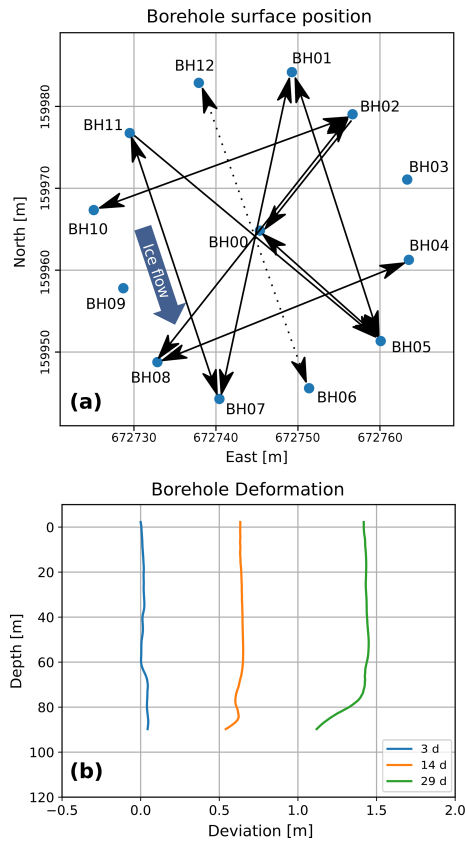 Borehole surface position
BH12
BH01
BH02
BH11
BH03
BH10
BH00
BH04
BH09
Ice flow
BH05
BH08
BH06
BH07
(a)
159980
159970
159960
159950
North [m]
672730 672740 672750 672760
East [m]
Borehole Deformation
0
20
40
60
80
100
120
Depth [m]
(b)
3 d
14 d
29 d
−0.5 0.0 0.5 1.0 1.5 2.0
Deviation [m]